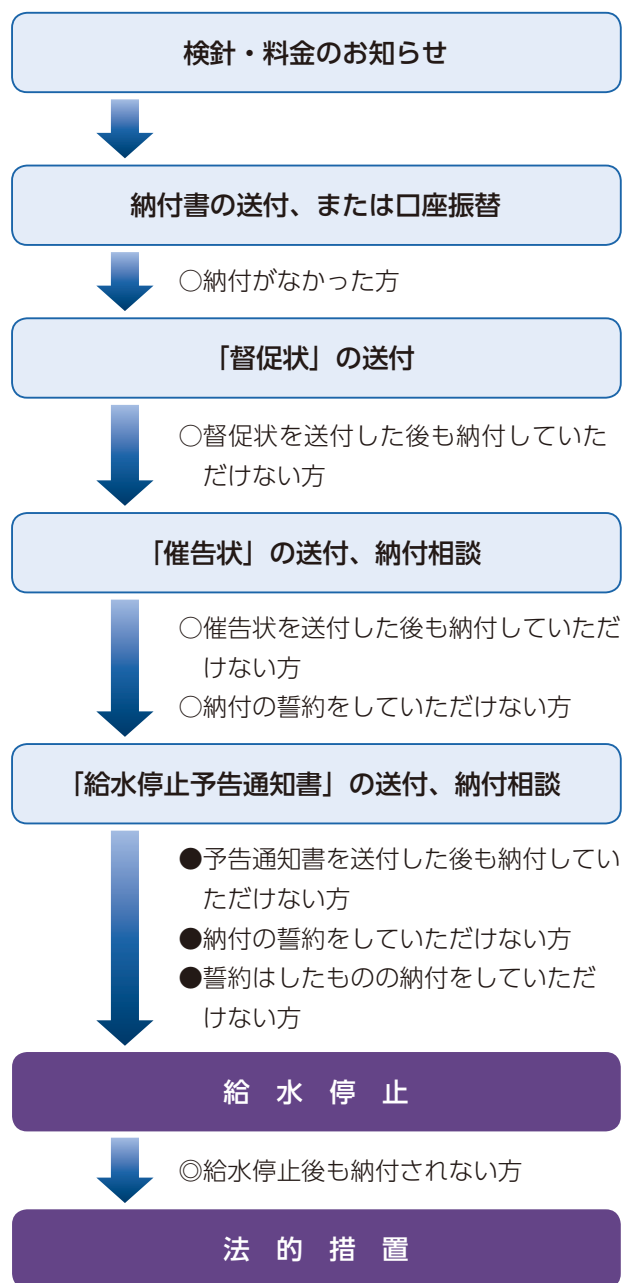 検針・料金のお知らせ
納付書の送付、または口座振替
○納付がなかった方
「督促状」の送付
○督促状を送付した後も納付していた
だけない方
「催告状」の送付、納付相談
○催告状を送付した後も納付していただ
けない方
○納付の誓約をしていただけない方
「給水停止予告通知書」の送付、納付相談
●予告通知書を送付した後も納付してい
ただけない方
●納付の誓約をしていただけない方
●誓約はしたものの納付をしていただ
けない方
給 水 停 止
◎給水停止後も納付されない方
法 的 措 置